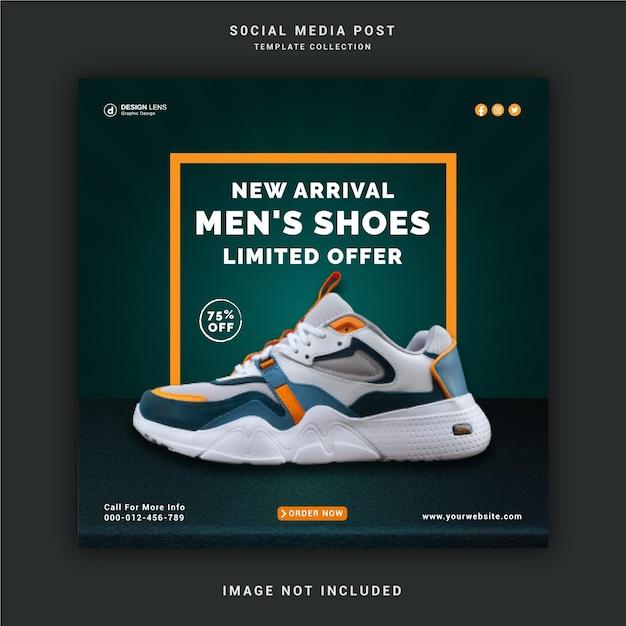 SOCIAL MEDIA POST
TEMPLATE COLLECTION
DESIGN LENS
Graphic Design
NEW ARRIVAL
MEN'S SHOES
LIMITED OFFER
75%
OFF
Call For More Info
000-012-456-789
ORDER NOW
www.yourwebsite.com
IMAGE NOT INCLUDED